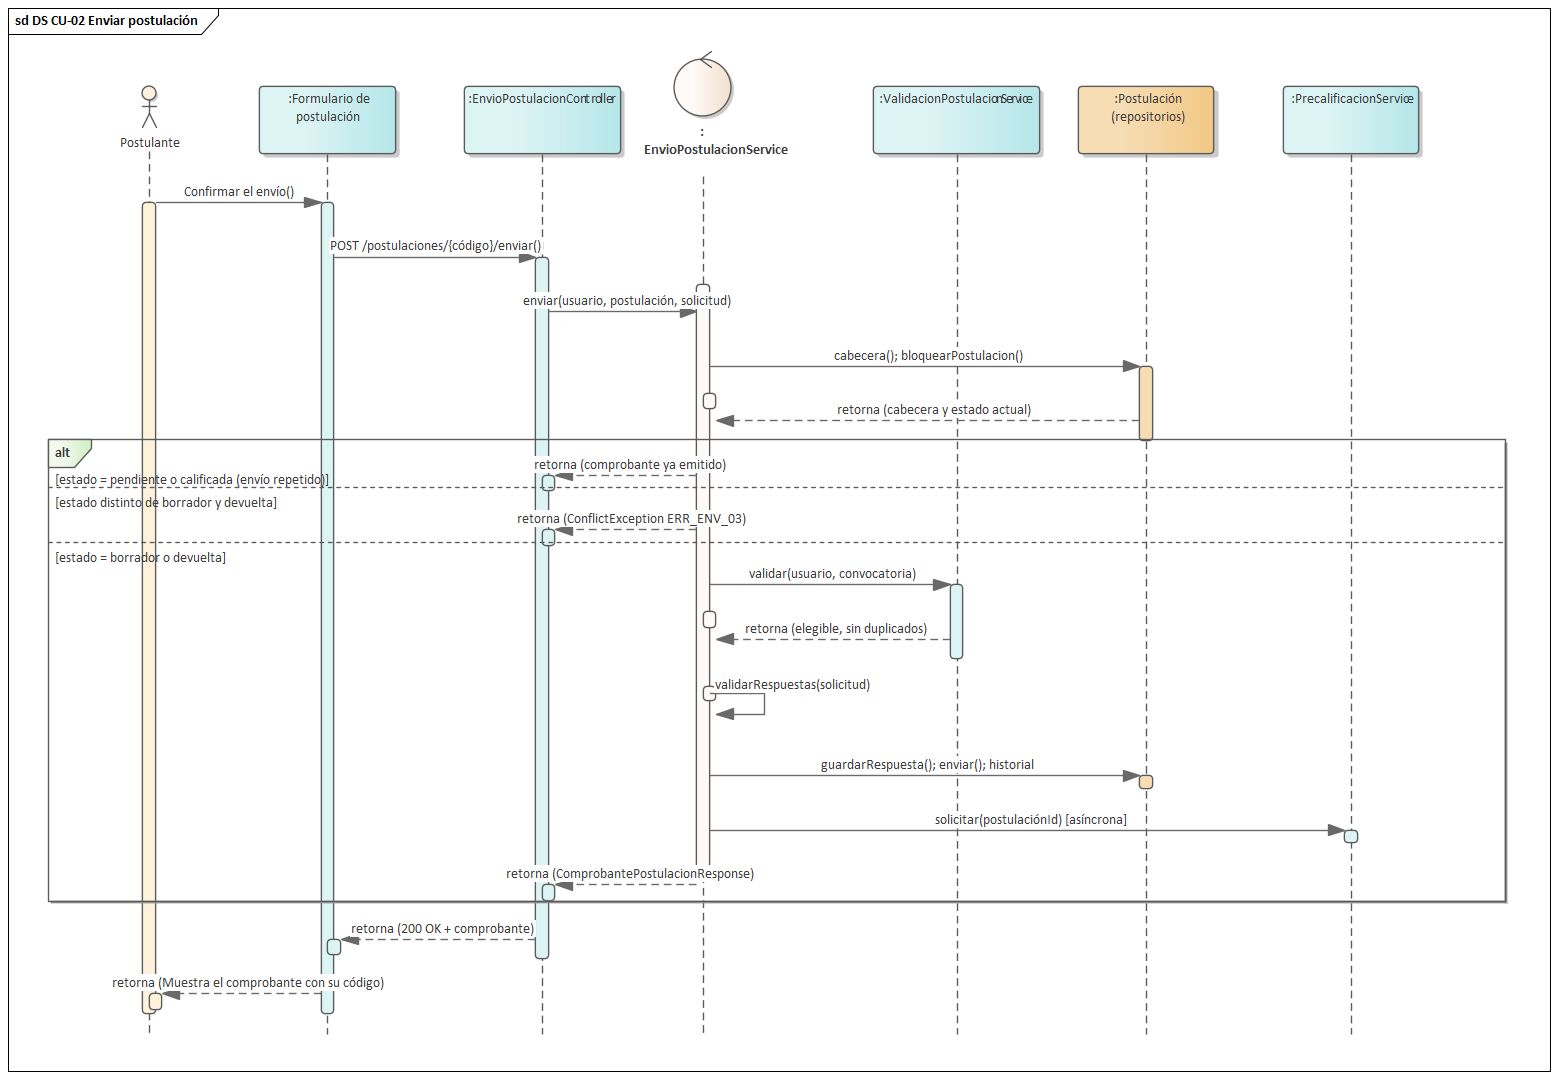 sd DS CU-02 Enviar postulación
Postulante
:Formulario de
postulación
:EnvioPostulacionController
:
EnvioPostulacionService
:ValidacionPostulacionService
:Postulación
(repositorios)
:PrecalificacionService
Confirmar el envío()
POST /postulaciones/{código}/enviar()
enviar(usuario, postulación, solicitud)
cabecera(); bloquearPostulacion()
retorna (cabecera y estado actual)
alt
retorna (comprobante ya emitido)
[estado = pendiente o calificada (envío repetido)]
[estado distinto de borrador y devuelta]
retorna (ConflictException ERR_ENV_03)
[estado = borrador o devuelta]
validar(usuario, convocatoria)
retorna (elegible, sin duplicados)
validarRespuestas(solicitud)
guardarRespuesta(); enviar(); historial
solicitar(postulaciónId) [asíncrona]
retorna (ComprobantePostulacionResponse)
retorna (200 OK + comprobante)
retorna (Muestra el comprobante con su código)